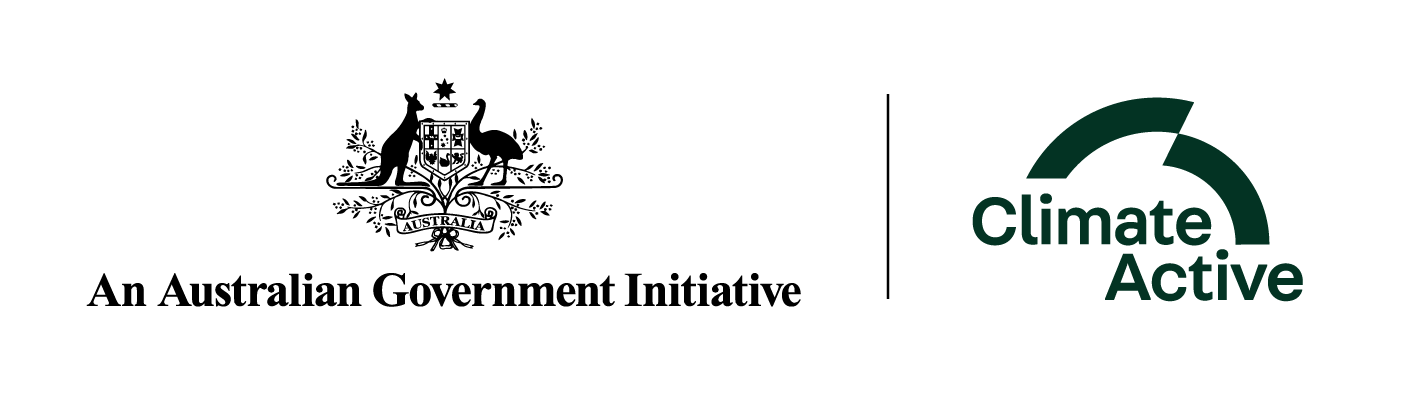 AUSTRALIA
An Australian Government Initiative
Climate
Active